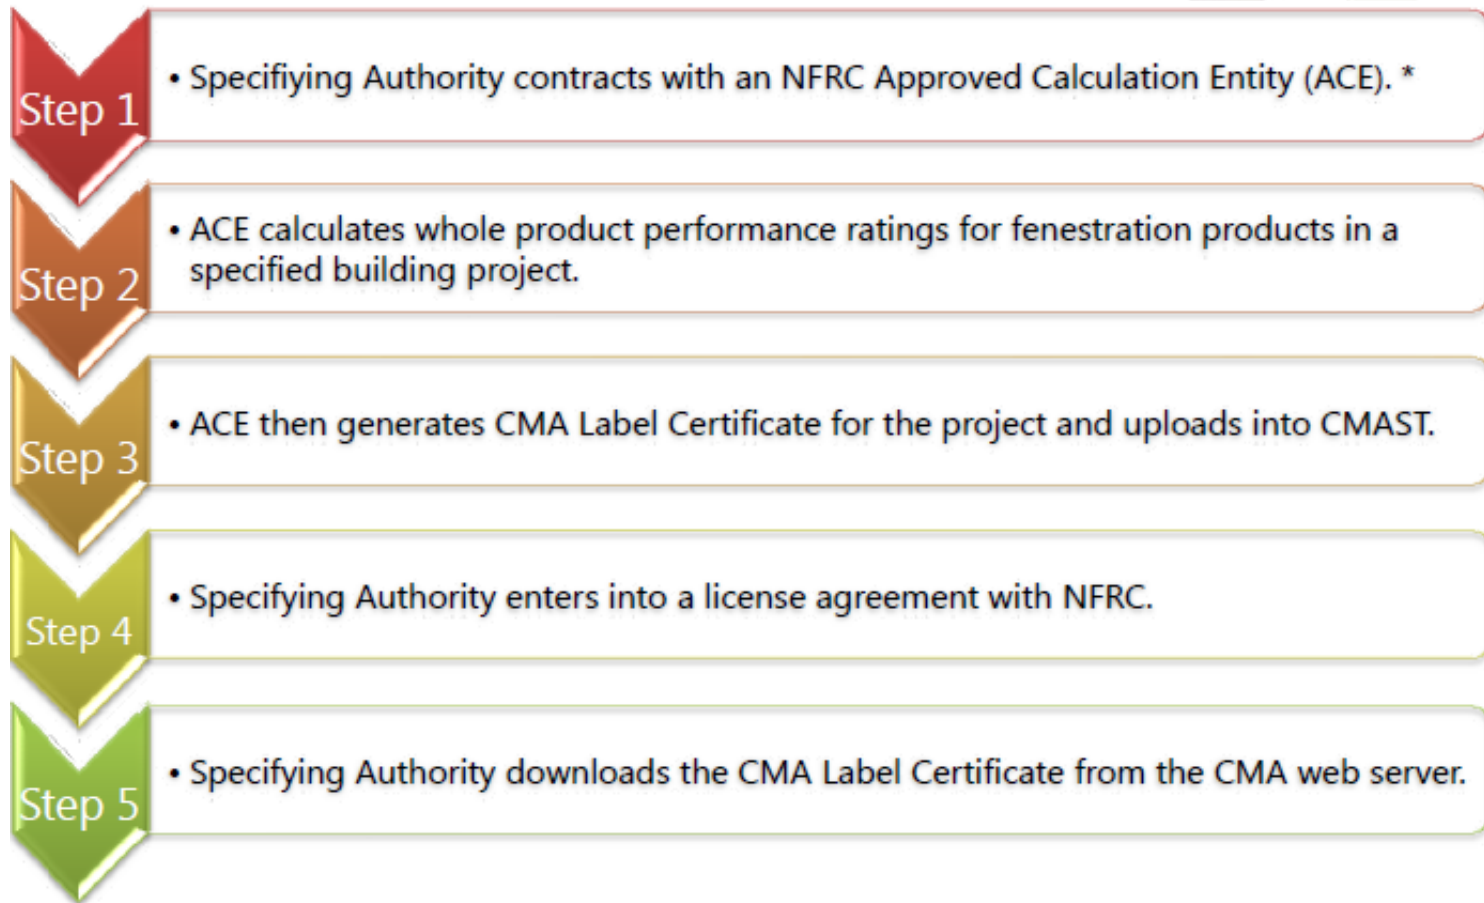 Step 1
• Specifiying Authority contracts with an NFRC Approved Calculation Entity (ACE). *
Step 2
• ACE calculates whole product performance ratings for fenestration products in a
specified building project.
Step 3
• ACE then generates CMA Label Certificate for the project and uploads into CMAST.
Step 4
• Specifying Authority enters into a license agreement with NFRC.
Step 5
• Specifying Authority downloads the CMA Label Certificate from the CMA web server.